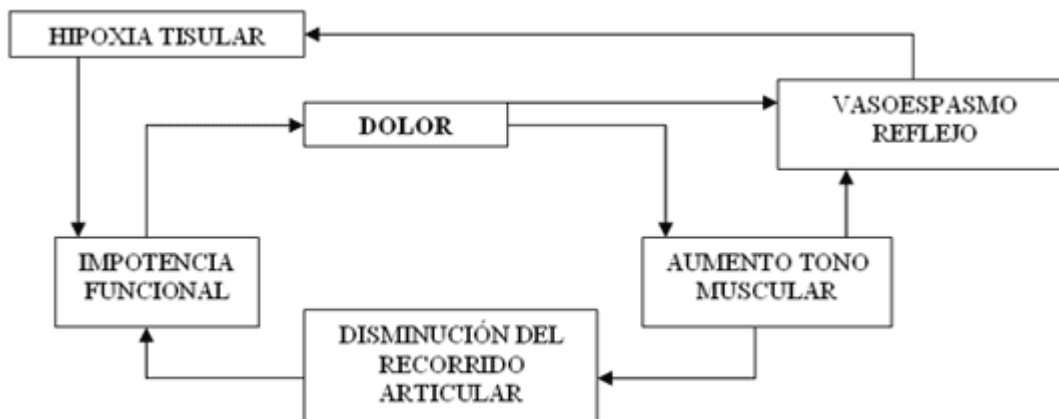 HIPOXIA TISULAR
VASOESPASMO
REFLEJO
DOLOR
IMPOTENCIA
FUNCIONAL
AUMENTO TONO
MUSCULAR
DISMINUCIÓN DEL
RECORRIDO
ARTICULAR